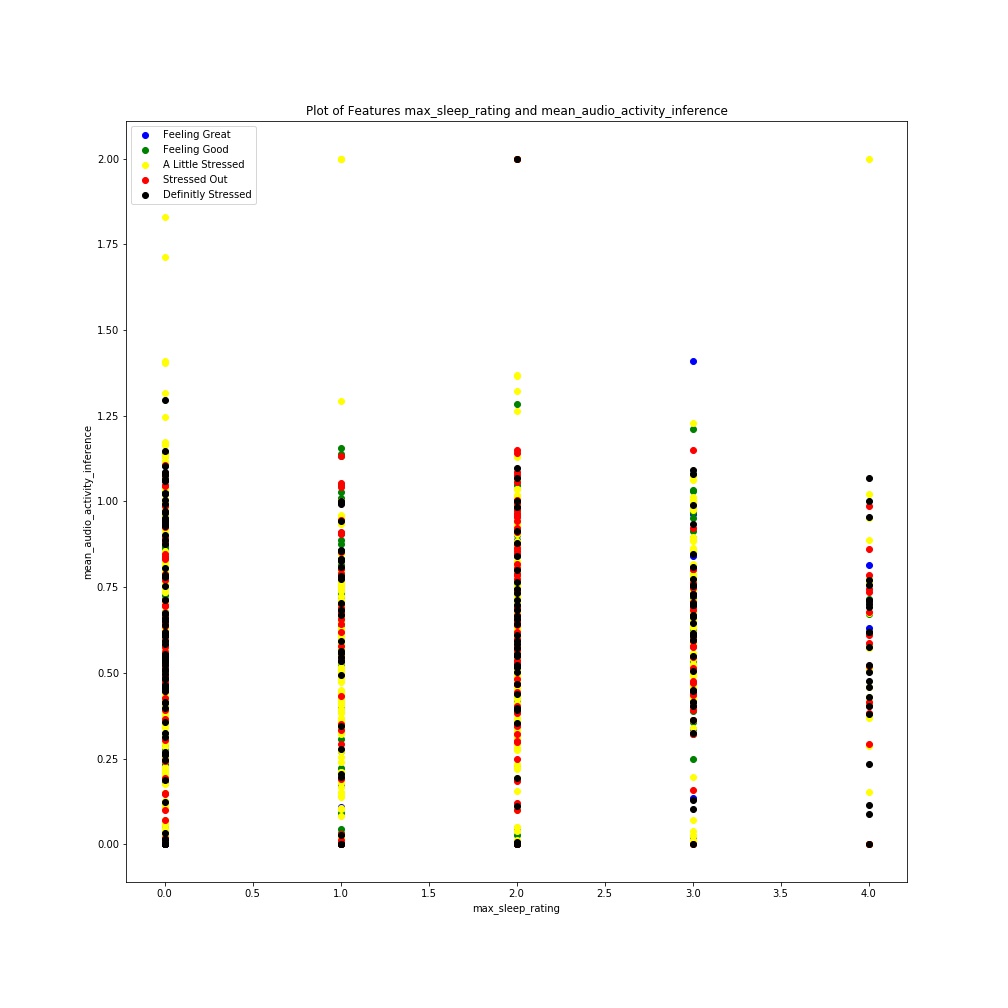 Plot of Features max_sleep_rating and mean_audio_activity_inference
Feeling Great
Feeling Good
A Little Stressed
Stressed Out
Definitly Stressed
2.00
1.75
1.50
1.25
1.00
0.75
0.50
0.25
0.00
mean_audio_activity_inference
0.0 0.5 1.0 1.5 2.0 2.5 3.0 3.5 4.0
max_sleep_rating